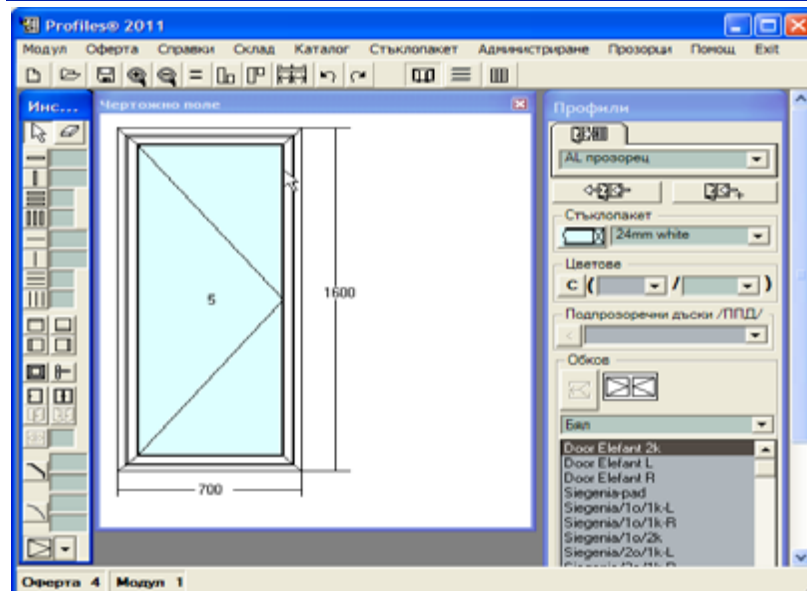 Profiles® 2011
Модул Оферта Справки Склад Каталог Стъклопакет Администриране Прозорци Помощ Exit
Инс...
Чертожно поле
5
1600
700
Профили
AL прозорец
Стъклопакет
24mm white
Цветове
C ( / )
Подпрозоречни дъски /ППД/
<
Обков
Бял
Door Elefant 2k
Door Elefant L
Door Elefant R
Siegenia-pad
Siegenia/1o/1k-L
Siegenia/1o/1k-R
Siegenia/1o/2k
Siegenia/2o/1k-L
Оферта 4 Модул 1